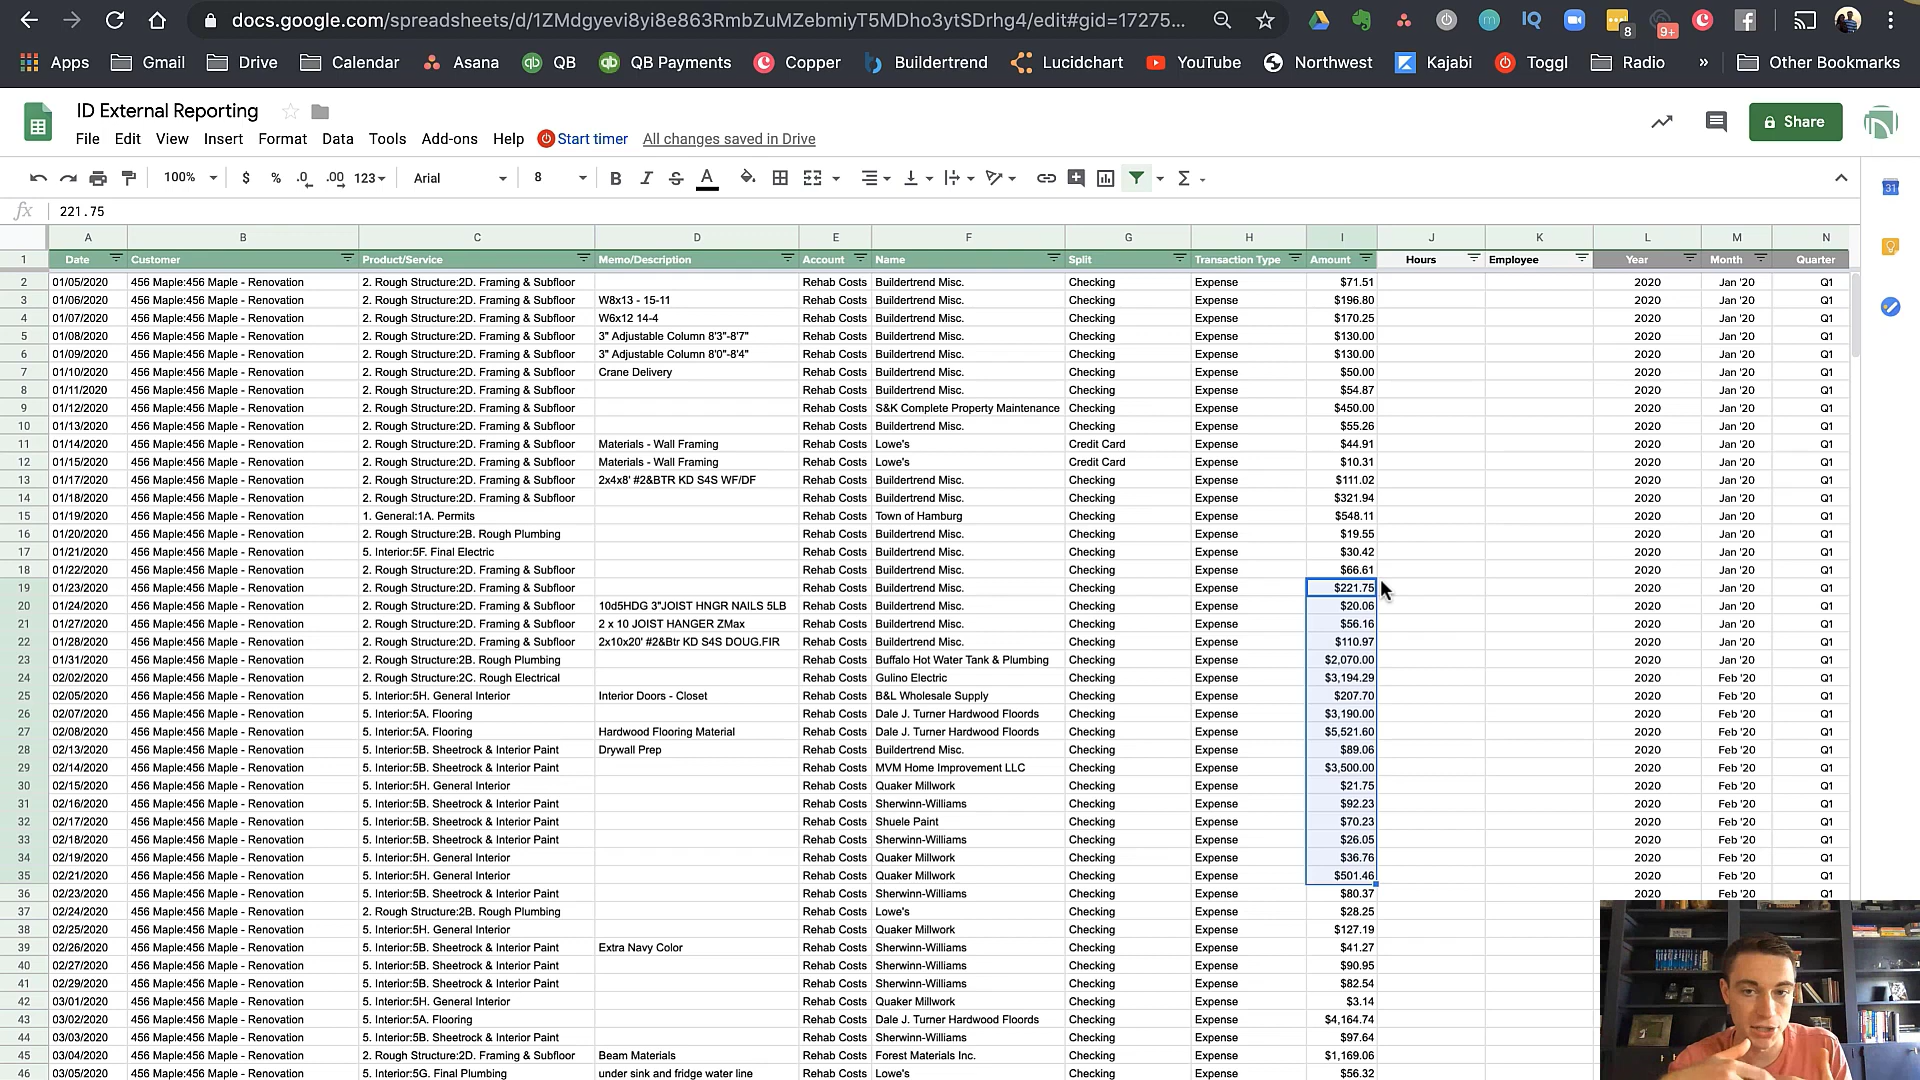 docs.google.com/spreadsheets/d/1ZMdgyevi8yi8e863RmbZuMZebmiyT5MDho3ytSDrhg4/edit#gid=17275...
8
9+
Apps Gmail Drive Calendar Asana QB QB Payments Copper Buildertrend Lucidchart YouTube Northwest Kajabi Toggl Radio » Other Bookmarks
ID External Reporting
File Edit View Insert Format Data Tools Add-ons Help Start timer All changes saved in Drive
Share
100% $ % .0 .00 123 Arial 8 B I S A Σ
fx 221.75
A B C D E F G H I J K L M N
1 Date Customer Product/Service Memo/Description Account Name Split Transaction Type Amount Hours Employee Year Month Quarter
2 01/05/2020 456 Maple:456 Maple - Renovation 2. Rough Structure:2D. Framing & Subfloor Rehab Costs Buildertrend Misc. Checking Expense $71.51 2020 Jan '20 Q1
3 01/06/2020 456 Maple:456 Maple - Renovation 2. Rough Structure:2D. Framing & Subfloor W8x13 - 15-11 Rehab Costs Buildertrend Misc. Checking Expense $196.80 2020 Jan '20 Q1
4 01/07/2020 456 Maple:456 Maple - Renovation 2. Rough Structure:2D. Framing & Subfloor W6x12 14-4 Rehab Costs Buildertrend Misc. Checking Expense $170.25 2020 Jan '20 Q1
5 01/08/2020 456 Maple:456 Maple - Renovation 2. Rough Structure:2D. Framing & Subfloor 3" Adjustable Column 8'3"-8'7" Rehab Costs Buildertrend Misc. Checking Expense $130.00 2020 Jan '20 Q1
6 01/09/2020 456 Maple:456 Maple - Renovation 2. Rough Structure:2D. Framing & Subfloor 3" Adjustable Column 8'0"-8'4" Rehab Costs Buildertrend Misc. Checking Expense $130.00 2020 Jan '20 Q1
7 01/10/2020 456 Maple:456 Maple - Renovation 2. Rough Structure:2D. Framing & Subfloor Crane Delivery Rehab Costs Buildertrend Misc. Checking Expense $50.00 2020 Jan '20 Q1
8 01/11/2020 456 Maple:456 Maple - Renovation 2. Rough Structure:2D. Framing & Subfloor Rehab Costs Buildertrend Misc. Checking Expense $54.87 2020 Jan '20 Q1
9 01/12/2020 456 Maple:456 Maple - Renovation 2. Rough Structure:2D. Framing & Subfloor Rehab Costs S&K Complete Property Maintenance Checking Expense $450.00 2020 Jan '20 Q1
10 01/13/2020 456 Maple:456 Maple - Renovation 2. Rough Structure:2D. Framing & Subfloor Rehab Costs Buildertrend Misc. Checking Expense $55.26 2020 Jan '20 Q1
11 01/14/2020 456 Maple:456 Maple - Renovation 2. Rough Structure:2D. Framing & Subfloor Materials - Wall Framing Rehab Costs Lowe's Credit Card Expense $44.91 2020 Jan '20 Q1
12 01/15/2020 456 Maple:456 Maple - Renovation 2. Rough Structure:2D. Framing & Subfloor Materials - Wall Framing Rehab Costs Lowe's Credit Card Expense $10.31 2020 Jan '20 Q1
13 01/17/2020 456 Maple:456 Maple - Renovation 2. Rough Structure:2D. Framing & Subfloor 2x4x8' #2&BTR KD S4S WF/DF Rehab Costs Buildertrend Misc. Checking Expense $111.02 2020 Jan '20 Q1
14 01/18/2020 456 Maple:456 Maple - Renovation 2. Rough Structure:2D. Framing & Subfloor Rehab Costs Buildertrend Misc. Checking Expense $321.94 2020 Jan '20 Q1
15 01/19/2020 456 Maple:456 Maple - Renovation 1. General:1A. Permits Rehab Costs Town of Hamburg Checking Expense $548.11 2020 Jan '20 Q1
16 01/20/2020 456 Maple:456 Maple - Renovation 2. Rough Structure:2B. Rough Plumbing Rehab Costs Buildertrend Misc. Checking Expense $19.55 2020 Jan '20 Q1
17 01/21/2020 456 Maple:456 Maple - Renovation 5. Interior:5F. Final Electric Rehab Costs Buildertrend Misc. Checking Expense $30.42 2020 Jan '20 Q1
18 01/22/2020 456 Maple:456 Maple - Renovation 2. Rough Structure:2D. Framing & Subfloor Rehab Costs Buildertrend Misc. Checking Expense $66.61 2020 Jan '20 Q1
19 01/23/2020 456 Maple:456 Maple - Renovation 2. Rough Structure:2D. Framing & Subfloor Rehab Costs Buildertrend Misc. Checking Expense $221.75 2020 Jan '20 Q1
20 01/24/2020 456 Maple:456 Maple - Renovation 2. Rough Structure:2D. Framing & Subfloor 10d5HDG 3"JOIST HNGR NAILS 5LB Rehab Costs Buildertrend Misc. Checking Expense $20.06 2020 Jan '20 Q1
21 01/27/2020 456 Maple:456 Maple - Renovation 2. Rough Structure:2D. Framing & Subfloor 2 x 10 JOIST HANGER ZMax Rehab Costs Buildertrend Misc. Checking Expense $56.16 2020 Jan '20 Q1
22 01/28/2020 456 Maple:456 Maple - Renovation 2. Rough Structure:2D. Framing & Subfloor 2x10x20' #2&Btr KD S4S DOUG.FIR Rehab Costs Buildertrend Misc. Checking Expense $110.97 2020 Jan '20 Q1
23 01/31/2020 456 Maple:456 Maple - Renovation 2. Rough Structure:2B. Rough Plumbing Rehab Costs Buffalo Hot Water Tank & Plumbing Checking Expense $2,070.00 2020 Jan '20 Q1
24 02/02/2020 456 Maple:456 Maple - Renovation 2. Rough Structure:2C. Rough Electrical Rehab Costs Gulino Electric Checking Expense $3,194.29 2020 Feb '20 Q1
25 02/05/2020 456 Maple:456 Maple - Renovation 5. Interior:5H. General Interior Interior Doors - Closet Rehab Costs B&L Wholesale Supply Checking Expense $207.70 2020 Feb '20 Q1
26 02/07/2020 456 Maple:456 Maple - Renovation 5. Interior:5A. Flooring Rehab Costs Dale J. Turner Hardwood Floords Checking Expense $3,190.00 2020 Feb '20 Q1
27 02/08/2020 456 Maple:456 Maple - Renovation 5. Interior:5A. Flooring Hardwood Flooring Material Rehab Costs Dale J. Turner Hardwood Floords Checking Expense $5,521.60 2020 Feb '20 Q1
28 02/13/2020 456 Maple:456 Maple - Renovation 5. Interior:5B. Sheetrock & Interior Paint Drywall Prep Rehab Costs Buildertrend Misc. Checking Expense $89.06 2020 Feb '20 Q1
29 02/14/2020 456 Maple:456 Maple - Renovation 5. Interior:5B. Sheetrock & Interior Paint Rehab Costs MVM Home Improvement LLC Checking Expense $3,500.00 2020 Feb '20 Q1
30 02/15/2020 456 Maple:456 Maple - Renovation 5. Interior:5H. General Interior Rehab Costs Quaker Millwork Checking Expense $21.75 2020 Feb '20 Q1
31 02/16/2020 456 Maple:456 Maple - Renovation 5. Interior:5B. Sheetrock & Interior Paint Rehab Costs Sherwinn-Williams Checking Expense $92.23 2020 Feb '20 Q1
32 02/17/2020 456 Maple:456 Maple - Renovation 5. Interior:5B. Sheetrock & Interior Paint Rehab Costs Shuele Paint Checking Expense $70.23 2020 Feb '20 Q1
33 02/18/2020 456 Maple:456 Maple - Renovation 5. Interior:5B. Sheetrock & Interior Paint Rehab Costs Sherwinn-Williams Checking Expense $26.05 2020 Feb '20 Q1
34 02/19/2020 456 Maple:456 Maple - Renovation 5. Interior:5H. General Interior Rehab Costs Quaker Millwork Checking Expense $36.76 2020 Feb '20 Q1
35 02/21/2020 456 Maple:456 Maple - Renovation 5. Interior:5H. General Interior Rehab Costs Quaker Millwork Checking Expense $501.46 2020 Feb '20 Q1
36 02/23/2020 456 Maple:456 Maple - Renovation 5. Interior:5B. Sheetrock & Interior Paint Rehab Costs Sherwinn-Williams Checking Expense $80.37 2020 Feb '20 Q1
37 02/24/2020 456 Maple:456 Maple - Renovation 2. Rough Structure:2B. Rough Plumbing Rehab Costs Lowe's Checking Expense $28.25
38 02/25/2020 456 Maple:456 Maple - Renovation 5. Interior:5H. General Interior Rehab Costs Quaker Millwork Checking Expense $127.19
39 02/26/2020 456 Maple:456 Maple - Renovation 5. Interior:5B. Sheetrock & Interior Paint Extra Navy Color Rehab Costs Sherwinn-Williams Checking Expense $41.27
40 02/27/2020 456 Maple:456 Maple - Renovation 5. Interior:5B. Sheetrock & Interior Paint Rehab Costs Sherwinn-Williams Checking Expense $90.95
41 02/29/2020 456 Maple:456 Maple - Renovation 5. Interior:5B. Sheetrock & Interior Paint Rehab Costs Sherwinn-Williams Checking Expense $82.54
42 03/01/2020 456 Maple:456 Maple - Renovation 5. Interior:5H. General Interior Rehab Costs Quaker Millwork Checking Expense $3.14
43 03/02/2020 456 Maple:456 Maple - Renovation 5. Interior:5A. Flooring Rehab Costs Dale J. Turner Hardwood Floords Checking Expense $4,164.74
44 03/03/2020 456 Maple:456 Maple - Renovation 5. Interior:5B. Sheetrock & Interior Paint Rehab Costs Sherwinn-Williams Checking Expense $97.64
45 03/04/2020 456 Maple:456 Maple - Renovation 2. Rough Structure:2D. Framing & Subfloor Beam Materials Rehab Costs Forest Materials Inc. Checking Expense $1,169.06
46 03/05/2020 456 Maple:456 Maple - Renovation 5. Interior:5G. Final Plumbing under sink and fridge water line Rehab Costs Lowe's Checking Expense $56.32